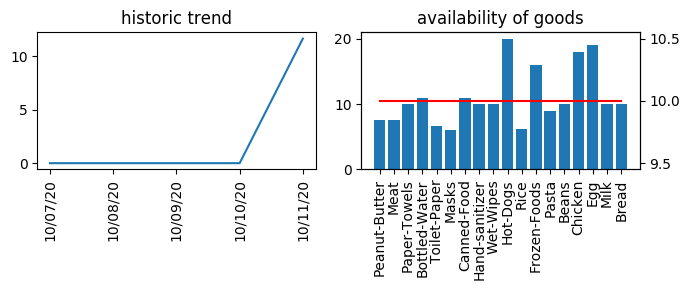 historic trend
10
5
0
10/07/20
10/08/20
10/09/20
10/10/20
10/11/20
availability of goods
20
10
0
10.5
10.0
9.5
Peanut-Butter
Meat
Paper-Towels
Bottled-Water
Toilet-Paper
Masks
Canned-Food
Hand-sanitizer
Wet-Wipes
Hot-Dogs
Rice
Frozen-Foods
Pasta
Beans
Chicken
Egg
Milk
Bread